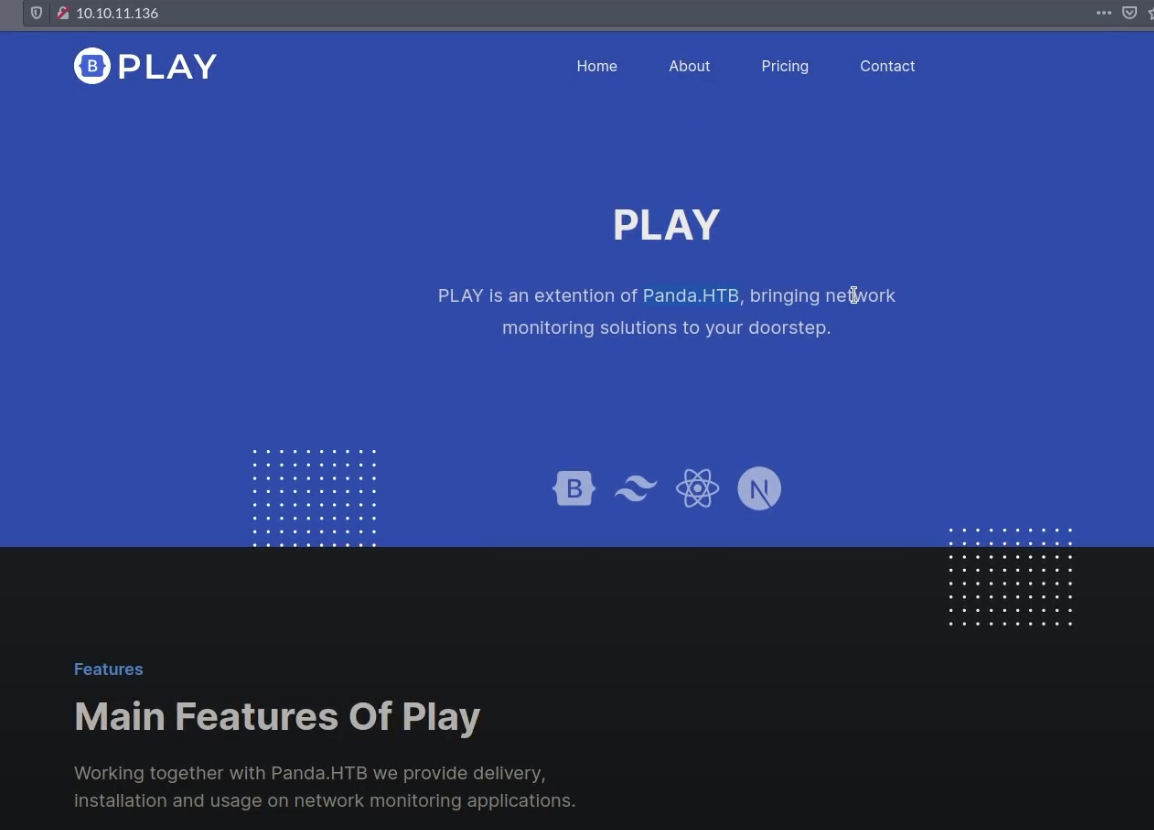 10.10.11.136
B PLAY
Home About Pricing Contact
PLAY
PLAY is an extention of Panda.HTB, bringing network
monitoring solutions to your doorstep.
B N
Features
Main Features Of Play
Working together with Panda.HTB we provide delivery,
installation and usage on network monitoring applications.